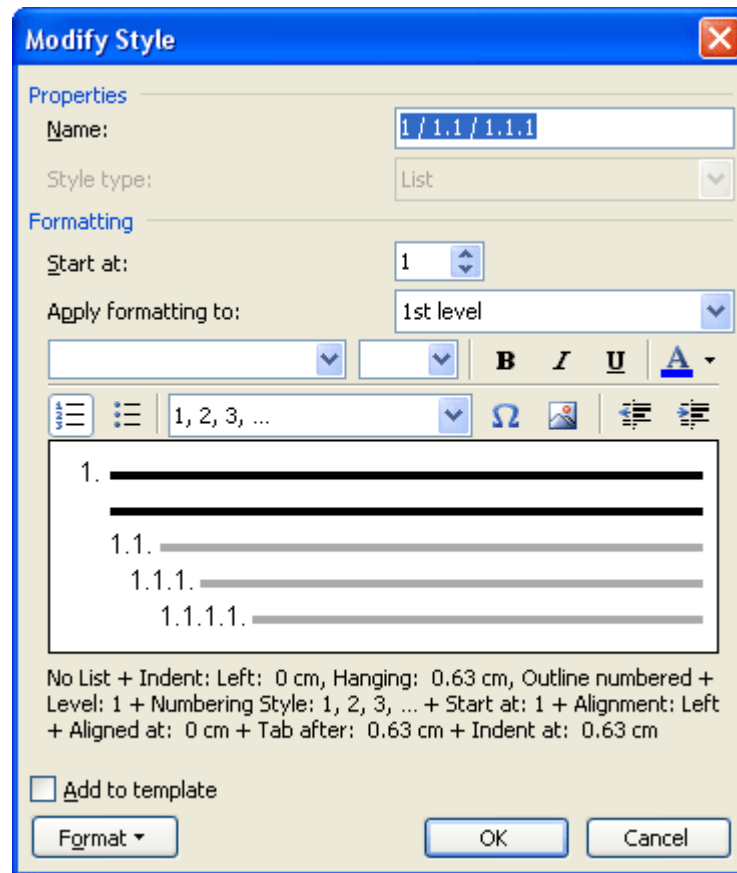 Modify Style
Properties
Name:
1 / 1.1 / 1.1.1
Style type:
List
Formatting
Start at:
1
Apply formatting to:
1st level
B I U A
1, 2, 3, ... Ω
1.
1.1.
1.1.1.
1.1.1.1.
No List + Indent: Left: 0 cm, Hanging: 0.63 cm, Outline numbered +
Level: 1 + Numbering Style: 1, 2, 3, ... + Start at: 1 + Alignment: Left
+ Aligned at: 0 cm + Tab after: 0.63 cm + Indent at: 0.63 cm
Add to template
Format
OK
Cancel